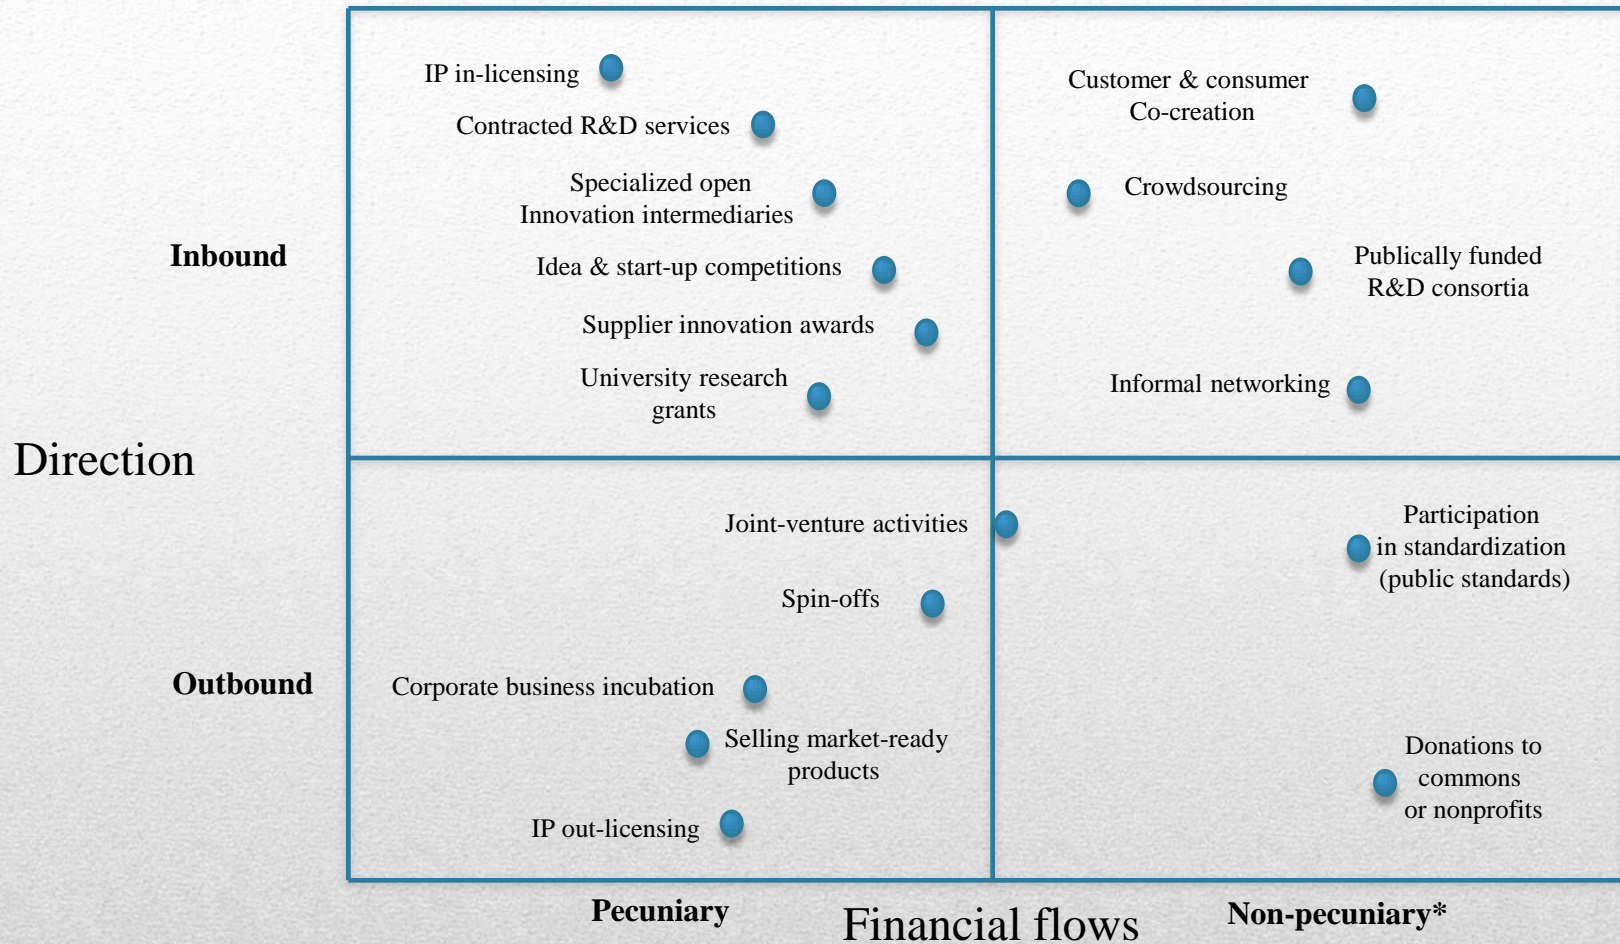 IP in-licensing
Contracted R&D services
Specialized open
Innovation intermediaries
Idea & start-up competitions
Supplier innovation awards
University research
grants
Customer & consumer
Co-creation
Crowdsourcing
Publically funded
R&D consortia
Informal networking
Inbound
Direction
Joint-venture activities
Spin-offs
Corporate business incubation
Selling market-ready
products
IP out-licensing
Participation
in standardization
(public standards)
Donations to
commons
or nonprofits
Outbound
Pecuniary
Financial flows
Non-pecuniary*